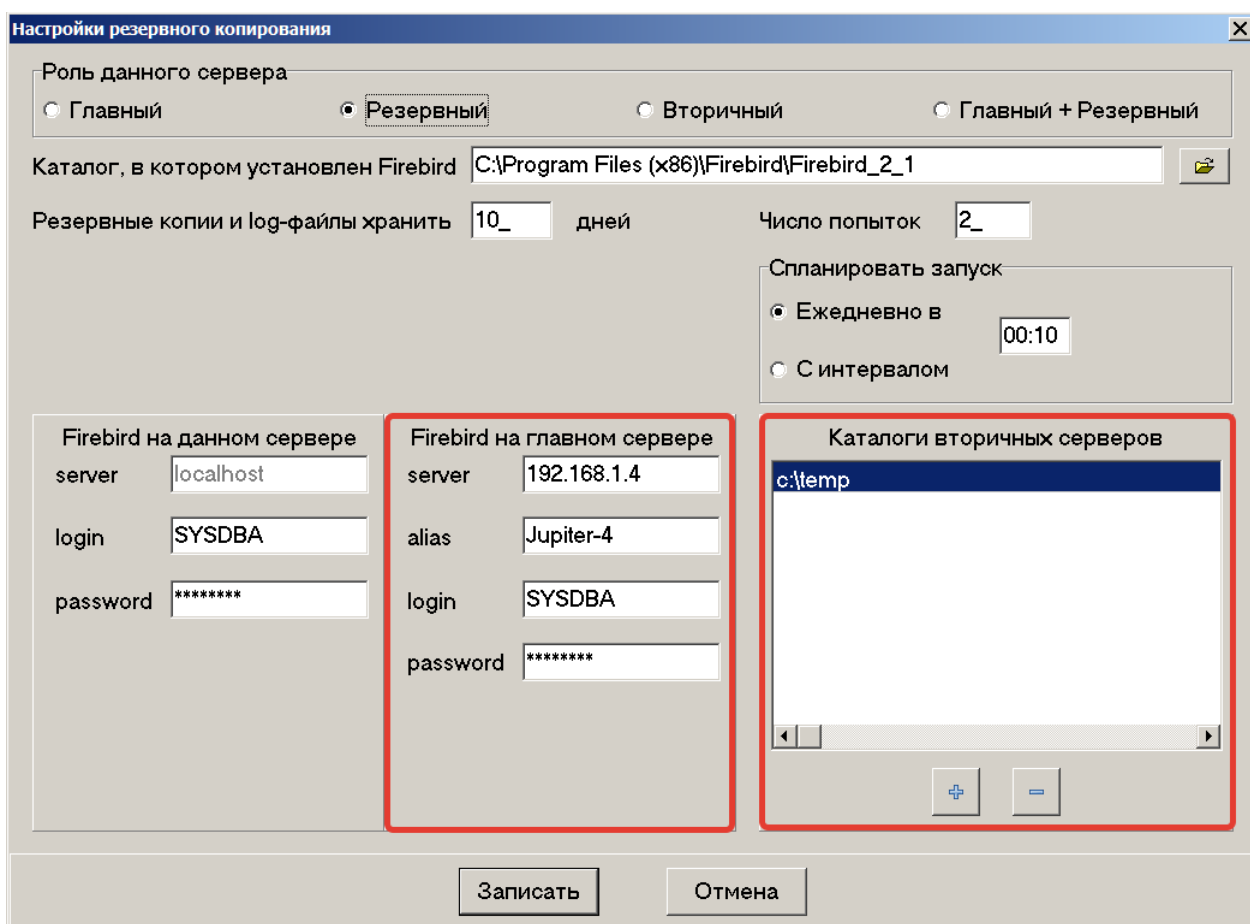 Настройки резервного копирования
Роль данного сервера
Главный Резервный Вторичный Главный + Резервный
Каталог, в котором установлен Firebird C:\Program Files (x86)\Firebird\Firebird_2_1
Резервные копии и log-файлы хранить 10_ дней Число попыток 2_
Спланировать запуск
Ежедневно в
00:10
С интервалом
Firebird на данном сервере
server localhost
login SYSDBA
password ********
Firebird на главном сервере
server 192.168.1.4
alias Jupiter-4
login SYSDBA
password ********
Каталоги вторичных серверов
c:\temp
Записать Отмена